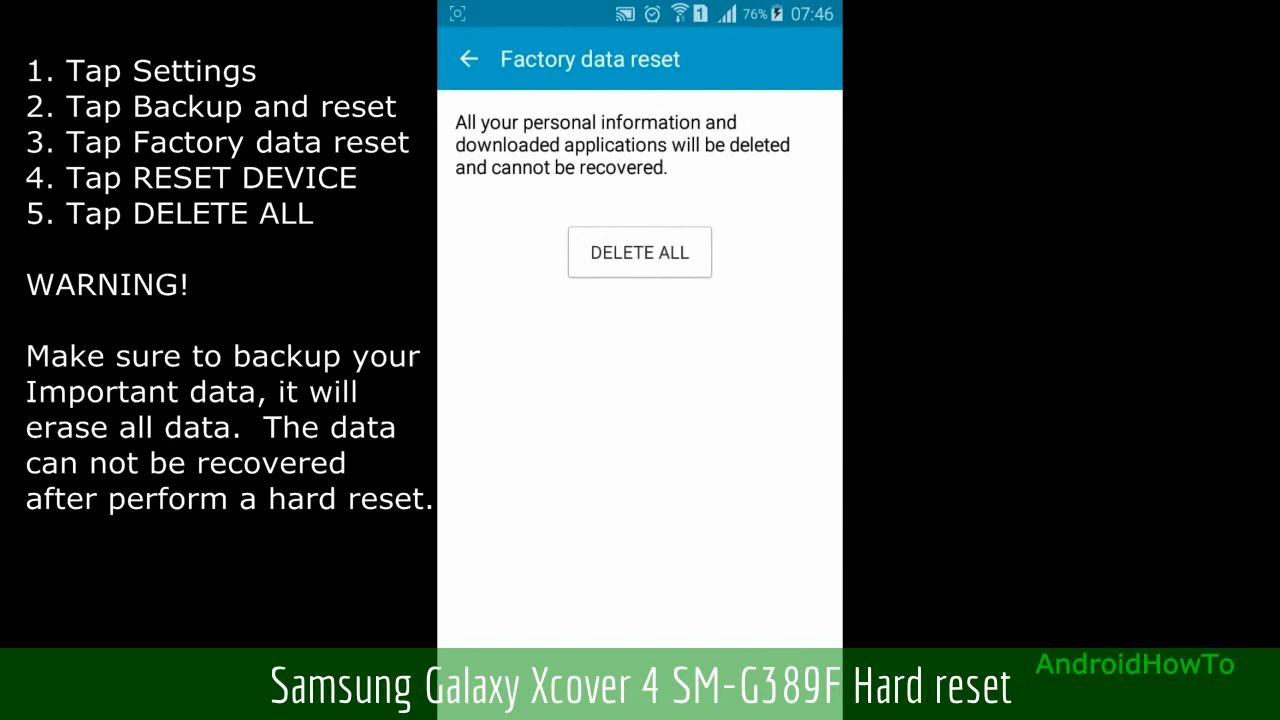 1. Tap Settings
2. Tap Backup and reset
3. Tap Factory data reset
4. Tap RESET DEVICE
5. Tap DELETE ALL
WARNING!
Make sure to backup your
Important data, it will
erase all data.  The data
can not be recovered
after perform a hard reset.
1 76% 07:46
Factory data reset
All your personal information and
downloaded applications will be deleted
and cannot be recovered.
DELETE ALL
AndroidHowTo
Samsung Galaxy Xcover 4 SM-G389F Hard reset